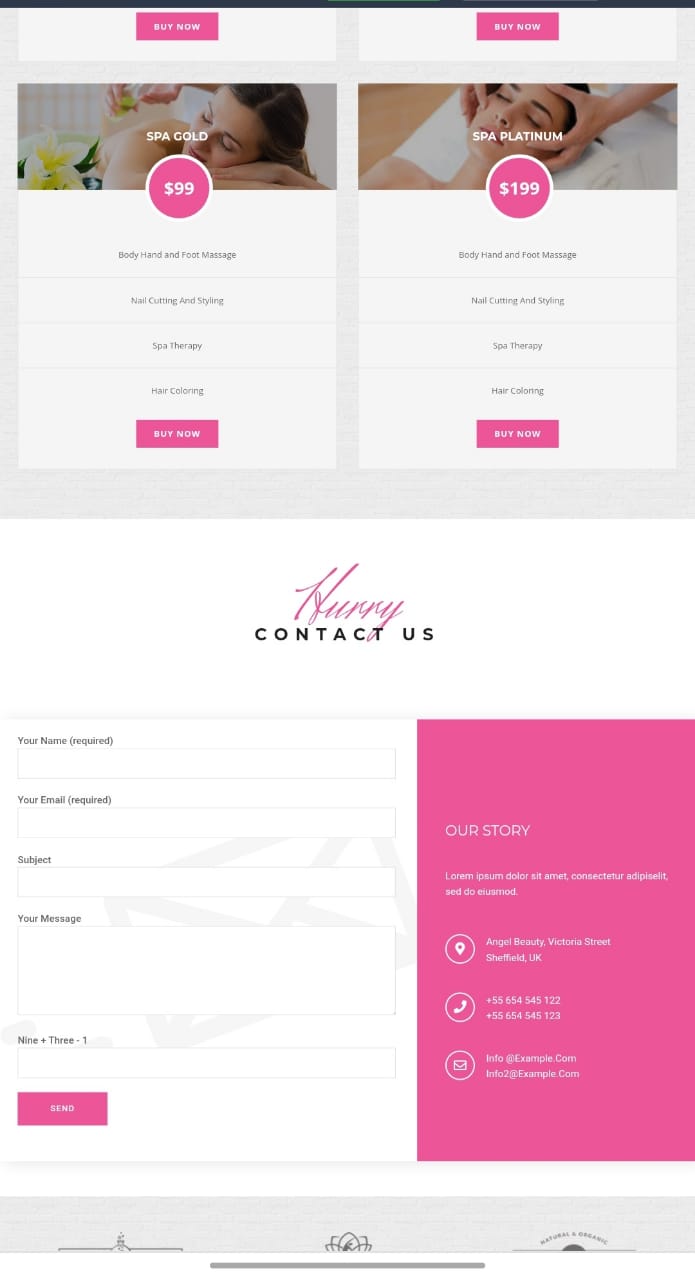 BUY NOW
BUY NOW
SPA GOLD
$99
Body Hand and Foot Massage
Nail Cutting And Styling
Spa Therapy
Hair Coloring
BUY NOW
SPA PLATINUM
$199
Body Hand and Foot Massage
Nail Cutting And Styling
Spa Therapy
Hair Coloring
BUY NOW
Hurry
CONTACT US
Your Name (required)
Your Email (required)
Subject
Your Message
Nine + Three - 1
SEND
OUR STORY
Lorem ipsum dolor sit amet, consectetur adipiselit,
sed do eiusmod.
Angel Beauty, Victoria Street
Sheffield, UK
+55 654 545 122
+55 654 545 123
Info @Example.Com
Info2@Example.Com
NATURAL & ORGANIC